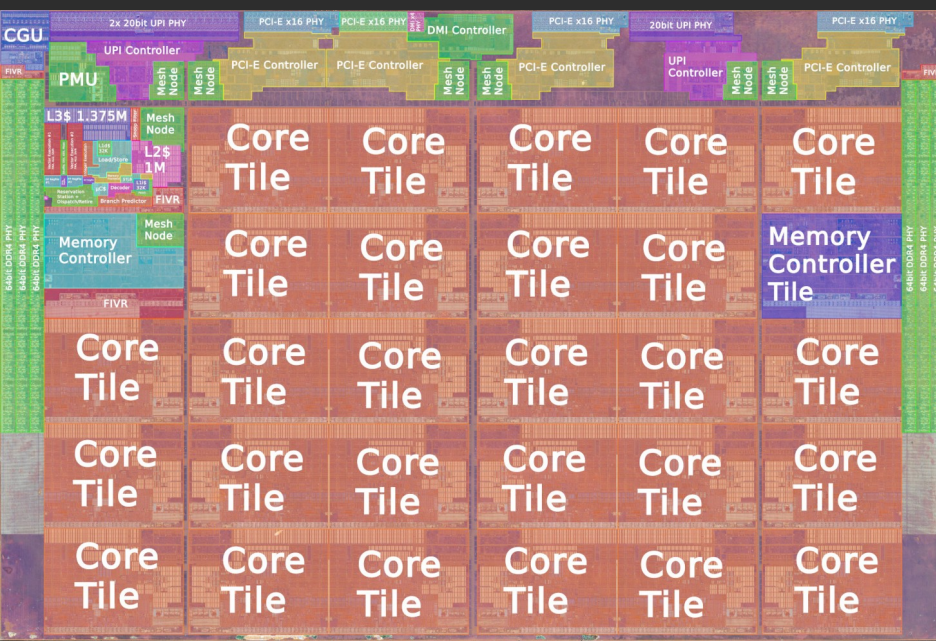 CGU
2x 20bit UPI PHY
PCI-E x16 PHY
PCI-E x16 PHY
DMI Controller
PCI-E x16 PHY
20bit UPI PHY
PCI-E x16 PHY
UPI Controller
PCI-E Controller
PCI-E Controller
PCI-E Controller
UPI
Controller
PCI-E Controller
FIVR
PMU
Mesh
Node
Mesh
Node
Mesh
Node
Mesh
Node
Mesh
Node
Mesh
Node
L3$ 1.375M
Mesh
Node
L2$
1M
Load/Store
Decoder
Branch Predictor
FIVR
Core
Tile
Core
Tile
Core
Tile
Core
Tile
Core
Tile
64bit DDR4 PHY
64bit DDR4 PHY
64bit DDR4 PHY
Memory
Controller
Mesh
Node
FIVR
Core
Tile
Core
Tile
Core
Tile
Core
Tile
Memory
Controller
Tile
64bit DDR4 PHY
64bit DDR4 PHY
Core
Tile
Core
Tile
Core
Tile
Core
Tile
Core
Tile
Core
Tile
Core
Tile
Core
Tile
Core
Tile
Core
Tile
Core
Tile
Core
Tile
Core
Tile
Core
Tile
Core
Tile
Core
Tile
Core
Tile
Core
Tile